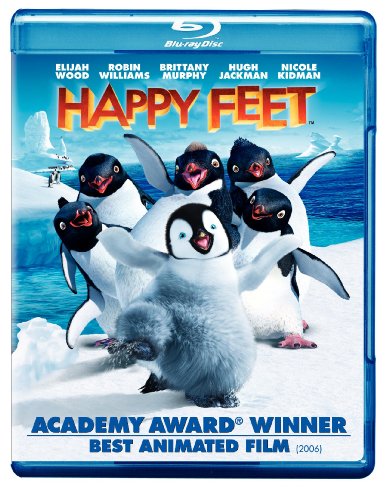 Blu-ray Disc
ELIJAH WOOD ROBIN WILLIAMS BRITTANY MURPHY HUGH JACKMAN NICOLE KIDMAN
HAPPY FEET™
ACADEMY AWARD® WINNER
BEST ANIMATED FILM (2006)